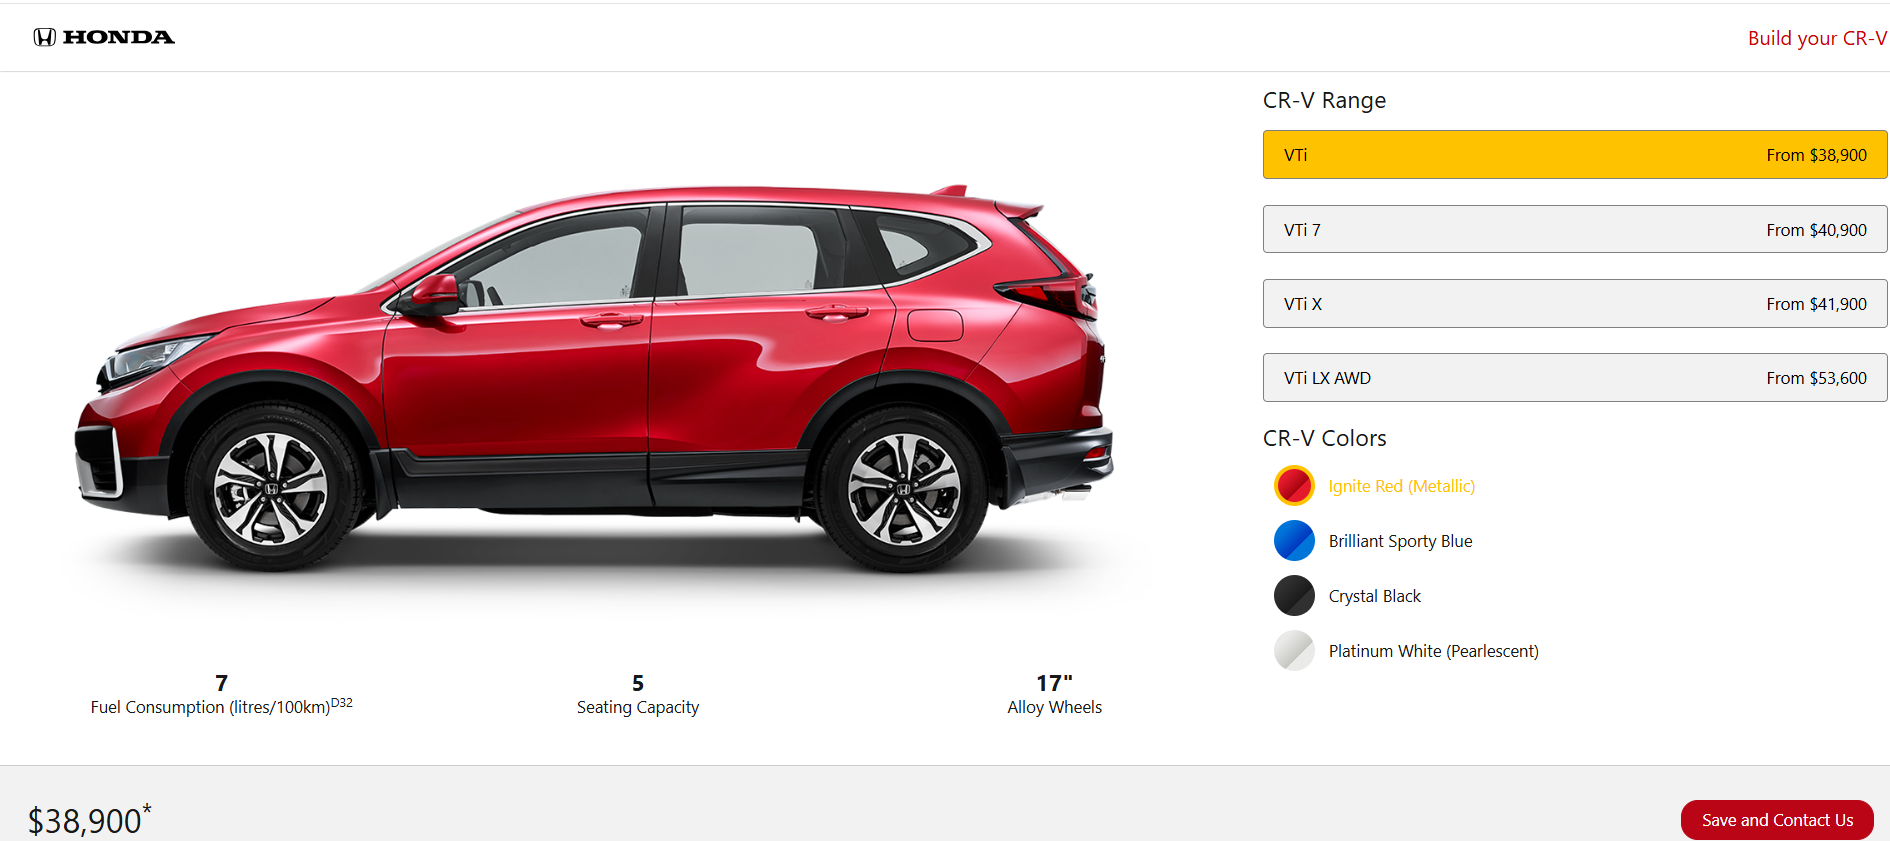 HONDA
Build your CR-V
CR-V Range
VTi From $38,900
VTi 7 From $40,900
VTi X From $41,900
VTi LX AWD From $53,600
CR-V Colors
Ignite Red (Metallic)
Brilliant Sporty Blue
Crystal Black
Platinum White (Pearlescent)
7 5 17"
Fuel Consumption (litres/100km)D32 Seating Capacity Alloy Wheels
$38,900* Save and Contact Us